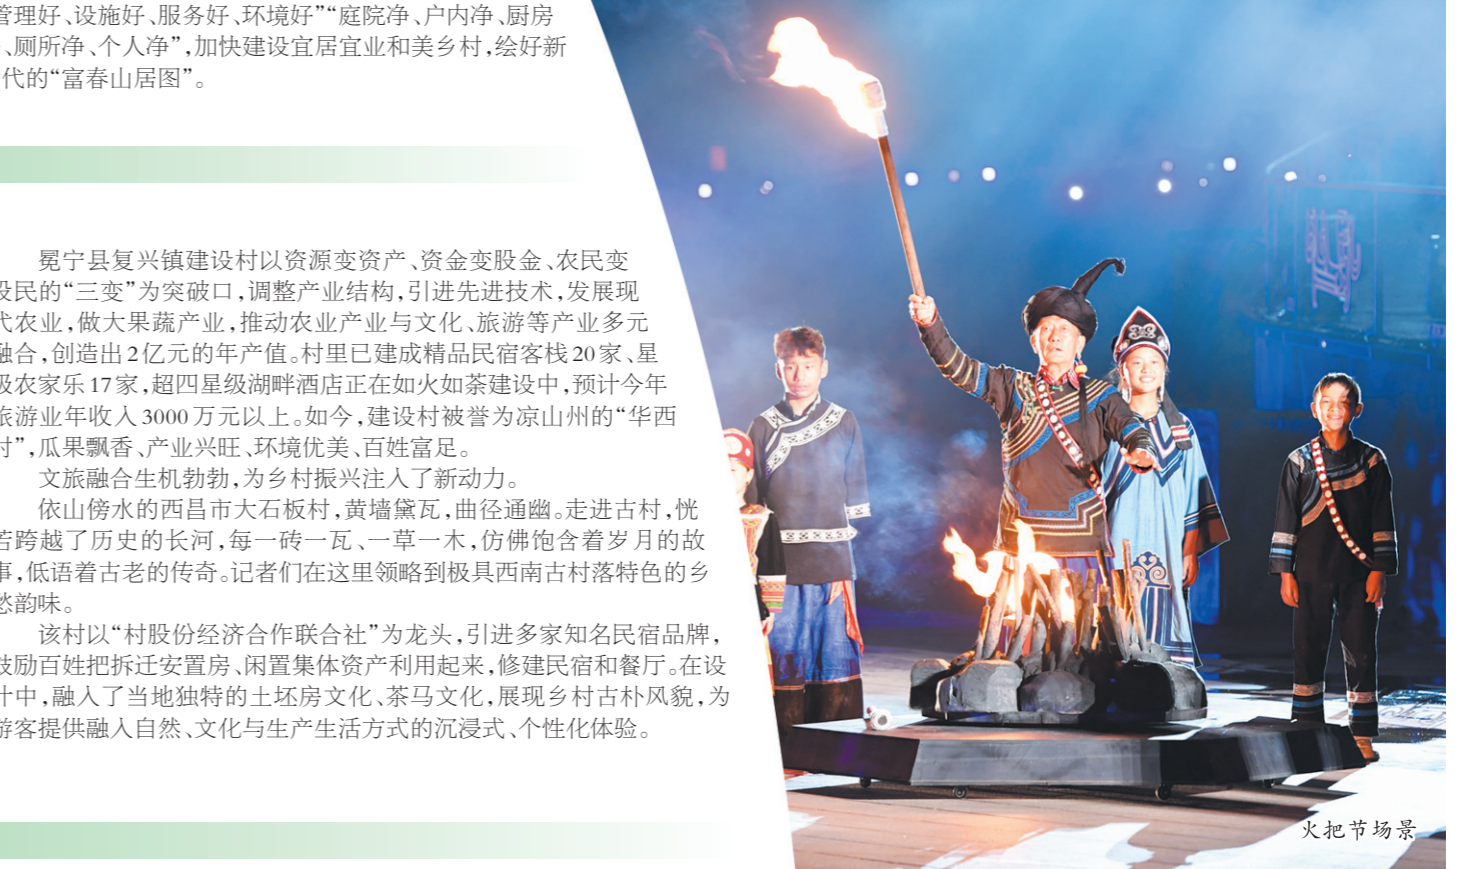 管理好、设施好、服务好、环境好”“庭院净、户内净、厨房
、厕所净、个人净”，加快建设宜居宜业和美乡村，绘好新
代的“富春山居图”。
冕宁县复兴镇建设村以资源变资产、资金变股金、农民变
股民的“三变”为突破口，调整产业结构，引进先进技术，发展现
代农业，做大果蔬产业，推动农业产业与文化、旅游等产业多元
融合，创造出2亿元的年产值。村里已建成精品民宿客栈20家、星
级农家乐17家，超四星级湖畔酒店正在如火如荼建设中，预计今年
旅游业年收入3000万元以上。如今，建设村被誉为凉山州的“华西
村”，瓜果飘香、产业兴旺、环境优美、百姓富足。
文旅融合生机勃勃，为乡村振兴注入了新动力。
依山傍水的西昌市大石板村，黄墙黛瓦，曲径通幽。走进古村，恍
若跨越了历史的长河，每一砖一瓦、一草一木，仿佛饱含着岁月的故
事，低语着古老的传奇。记者们在这里领略到极具西南古村落特色的乡
愁韵味。
该村以“村股份经济合作联合社”为龙头，引进多家知名民宿品牌，
鼓励百姓把拆迁安置房、闲置集体资产利用起来，修建民宿和餐厅。在设
计中，融入了当地独特的土坯房文化、茶马文化，展现乡村古朴风貌，为
游客提供融入自然、文化与生产生活方式的沉浸式、个性化体验。
火把节场景